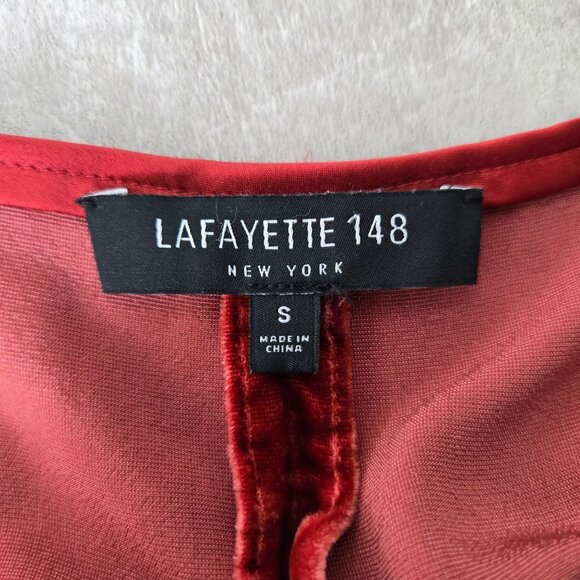 LAFAYETTE 148
NEW YORK
S
MADE IN
CHINA